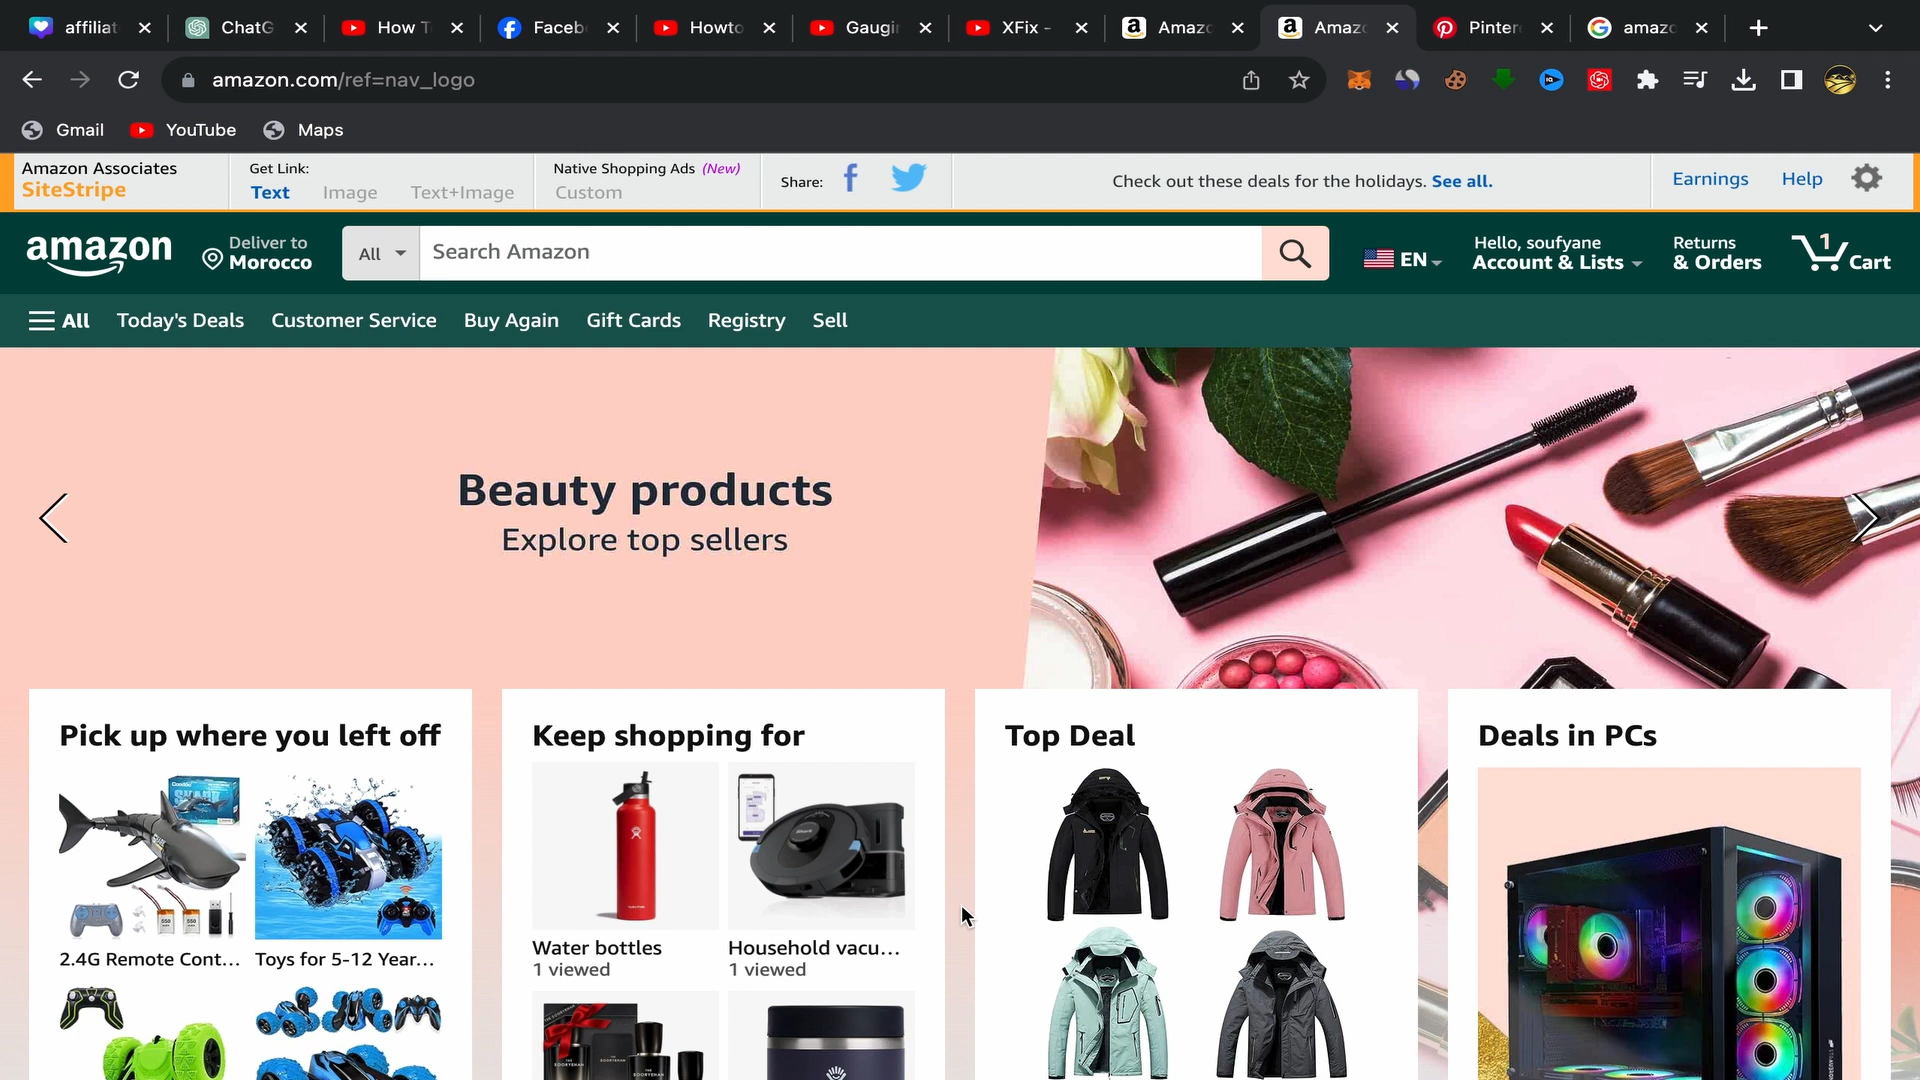 affiliat
ChatG
How T
Faceb
Howto
Gaugin
XFix -
Amazo
Amazo
Pinter
amazo
amazon.com/ref=nav_logo
Gmail
YouTube
Maps
Amazon Associates
SiteStripe
Get Link:
Text Image Text+Image
Native Shopping Ads (New)
Custom
Share:
Check out these deals for the holidays. See all.
Earnings
Help
amazon
Deliver to
Morocco
All
Search Amazon
EN
Hello, soufyane
Account & Lists
Returns
& Orders
1
Cart
All
Today's Deals
Customer Service
Buy Again
Gift Cards
Registry
Sell
Beauty products
Explore top sellers
Pick up where you left off
2.4G Remote Cont...
Toys for 5-12 Year...
Keep shopping for
Water bottles
1 viewed
Household vacu...
1 viewed
Top Deal
Deals in PCs